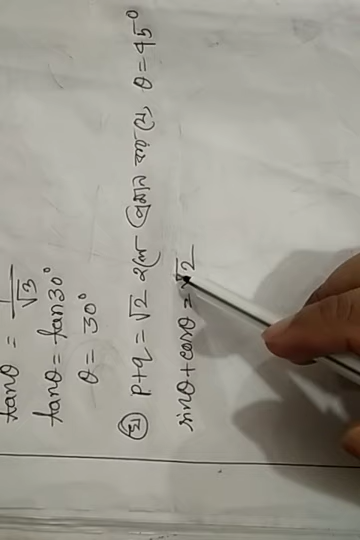 tanθ = 1/√3
tanθ = tan30°
θ = 30°
(ঘ) p+q = √2 হলে প্রমাণ কর যে, θ = 45°
sinθ + cosθ = √2